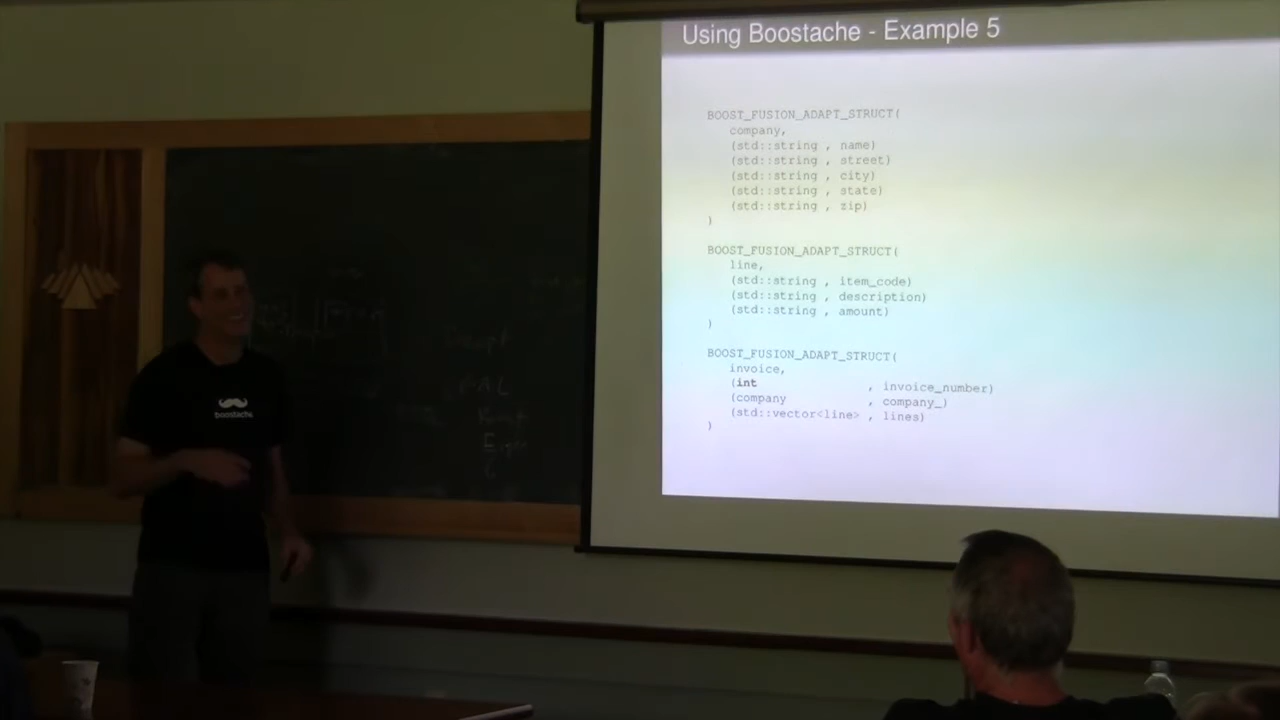 Using Boostache - Example 5
BOOST_FUSION_ADAPT_STRUCT(
company,
(std::string , name)
(std::string , street)
(std::string , city)
(std::string , state)
(std::string , zip)
)
BOOST_FUSION_ADAPT_STRUCT(
line,
(std::string , item_code)
(std::string , description)
(std::string , amount)
)
BOOST_FUSION_ADAPT_STRUCT(
invoice,
(int , invoice_number)
(company , company_)
(std::vector<line> , lines)
)
boostache